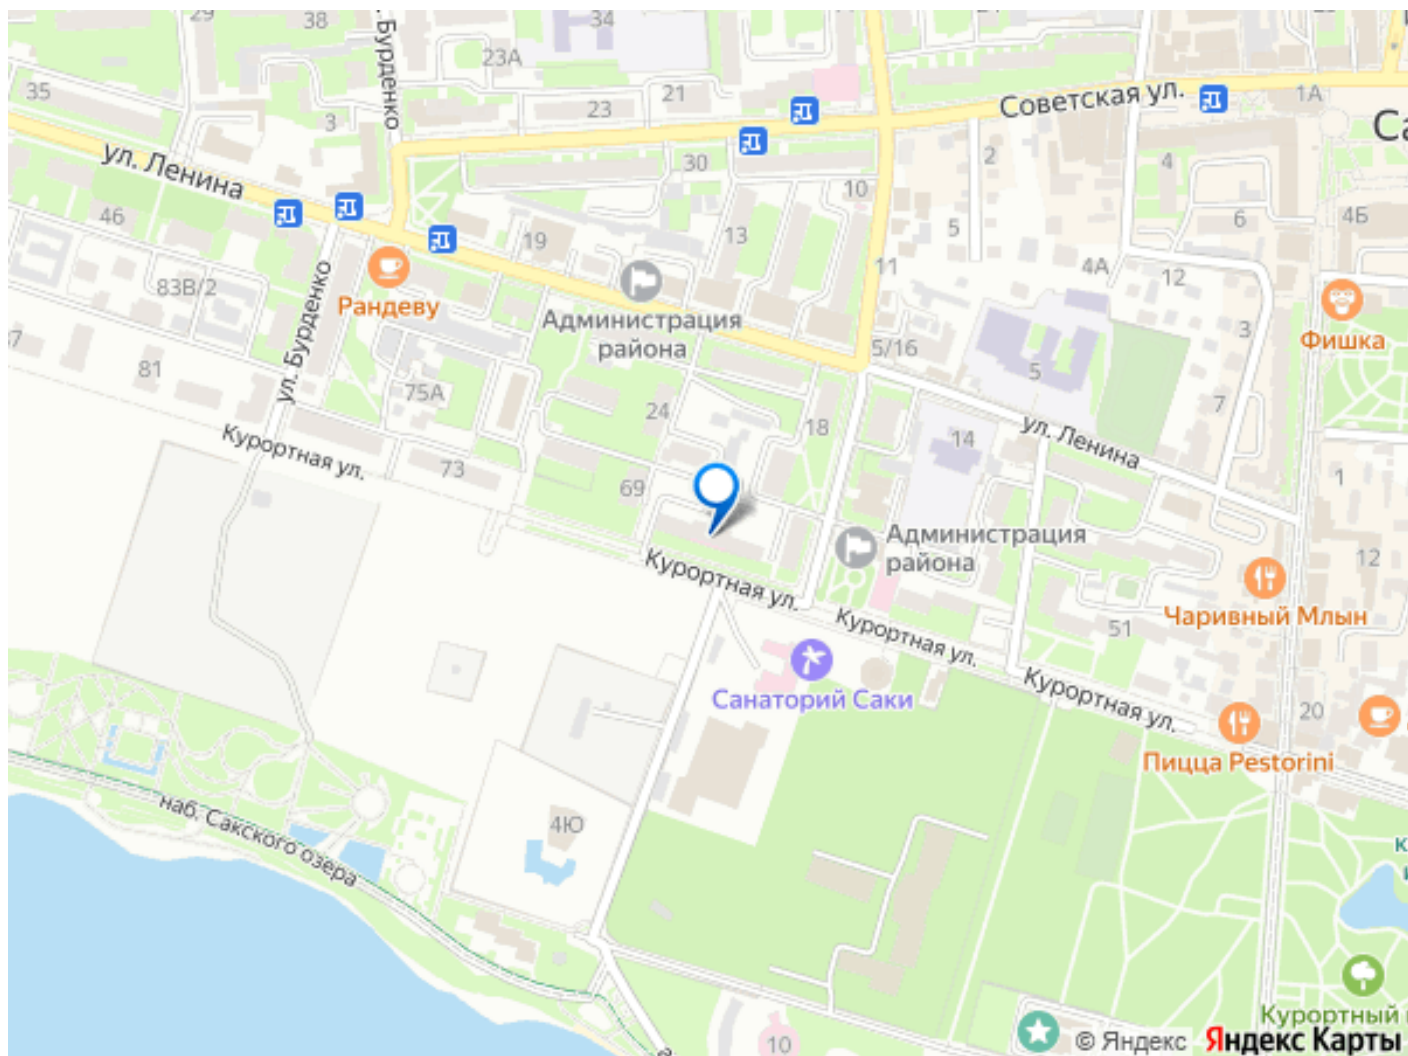 29
38
34
Бурденко
23А
35
21
23
3
Советская ул.
1А
Са
ул. Ленина
30
2
4
10
46
19
13
5
6
4Б
11
4А
12
83В/2
Рандеву
ул. Бурденко
Администрация
района
5/16
3
Фишка
81
75А
5
24
18
7
14
ул. Ленина
Курортная ул.
73
69
1
Администрация
района
12
Курортная ул.
Курортная ул.
51
Чаривный Млын
Санаторий Саки
Курортная ул.
20
Пицца Pestorini
наб. Сакского озера
4Ю
Курортный
10
© Яндекс
Яндекс Карты